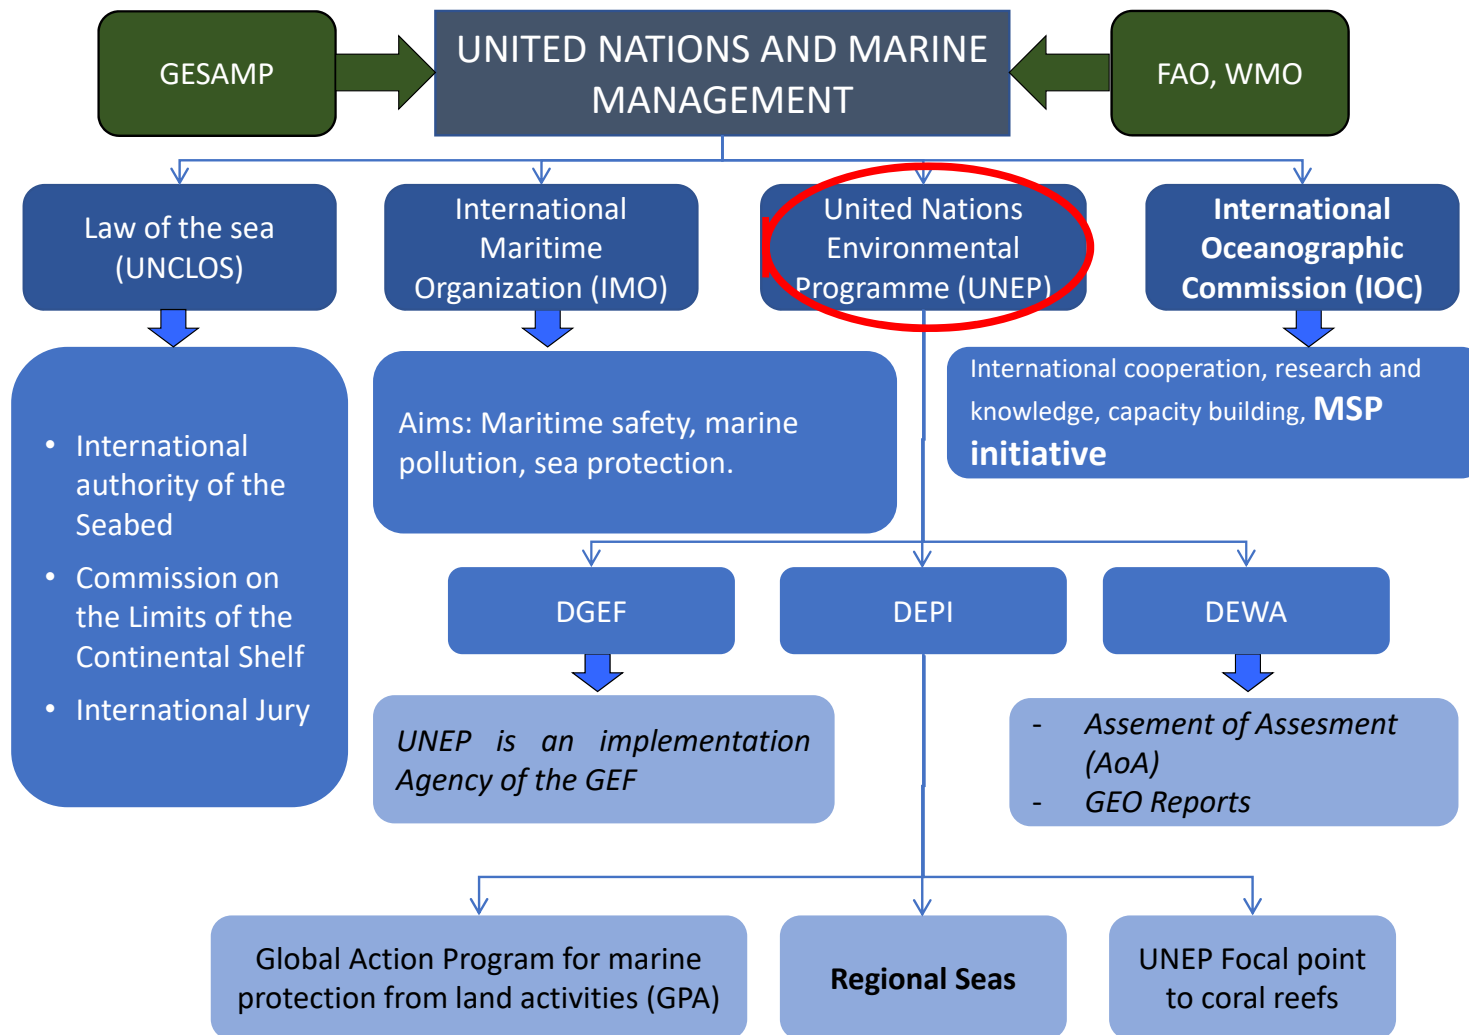 GESAMP
UNITED NATIONS AND MARINE
MANAGEMENT
FAO, WMO
Law of the sea
(UNCLOS)
International
Maritime
Organization (IMO)
United Nations
Environmental
Programme (UNEP)
International
Oceanographic
Commission (IOC)
• International
authority of the
Seabed
• Commission on
the Limits of the
Continental Shelf
• International Jury
Aims: Maritime safety, marine
pollution, sea protection.
International cooperation, research and
knowledge, capacity building, MSP
initiative
DGEF
DEPI
DEWA
UNEP is an implementation
Agency of the GEF
- Assement of Assesment
(AoA)
- GEO Reports
Global Action Program for marine
protection from land activities (GPA)
Regional Seas
UNEP Focal point
to coral reefs